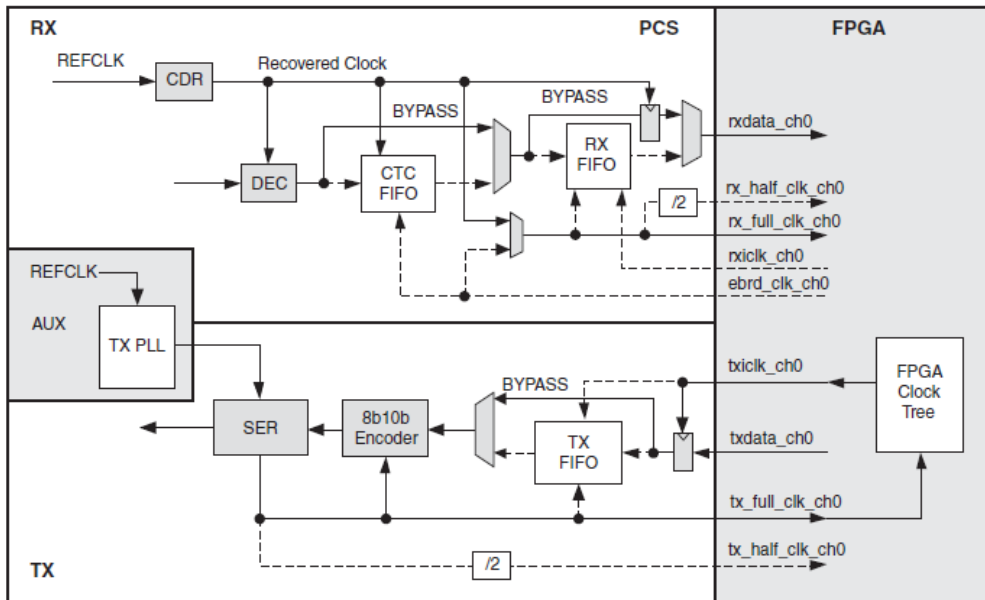 RX
PCS
FPGA
REFCLK
CDR
Recovered Clock
BYPASS
BYPASS
rxdata_ch0
DEC
CTC
FIFO
RX
FIFO
/2
rx_half_clk_ch0
rx_full_clk_ch0
rxiclk_ch0
ebrd_clk_ch0
REFCLK
AUX
TX PLL
txiclk_ch0
FPGA
Clock
Tree
BYPASS
SER
8b10b
Encoder
TX
FIFO
txdata_ch0
tx_full_clk_ch0
/2
tx_half_clk_ch0
TX